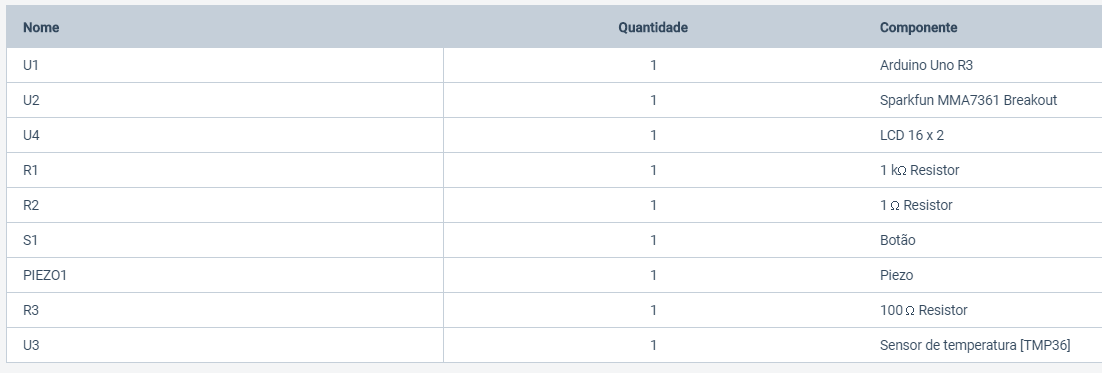 Nome Quantidade Componente
U1 1 Arduino Uno R3
U2 1 Sparkfun MMA7361 Breakout
U4 1 LCD 16 x 2
R1 1 1 kΩ Resistor
R2 1 1 Ω Resistor
S1 1 Botão
PIEZO1 1 Piezo
R3 1 100 Ω Resistor
U3 1 Sensor de temperatura [TMP36]